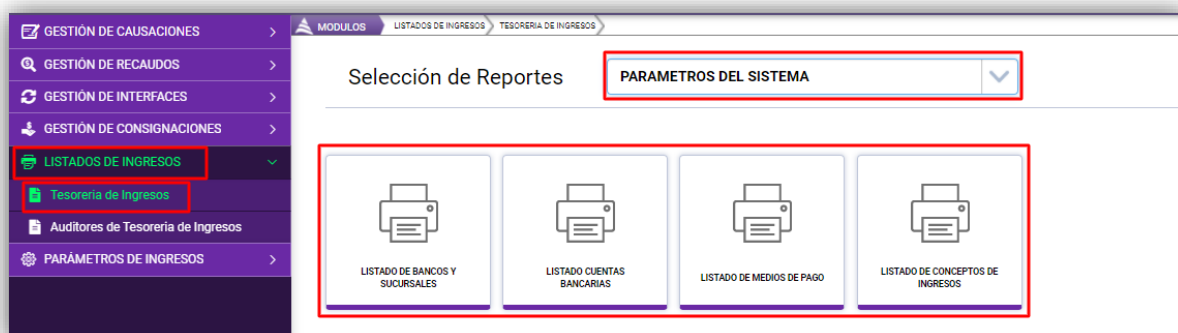 GESTIÓN DE CAUSACIONES
GESTIÓN DE RECAUDOS
GESTIÓN DE INTERFACES
GESTIÓN DE CONSIGNACIONES
LISTADOS DE INGRESOS
Tesoreria de Ingresos
Auditores de Tesoreria de Ingresos
PARÁMETROS DE INGRESOS
MODULOS LISTADOS DE INGRESOS TESORERIA DE INGRESOS
Selección de Reportes PARAMETROS DEL SISTEMA
LISTADO DE BANCOS Y
SUCURSALES
LISTADO CUENTAS
BANCARIAS
LISTADO DE MEDIOS DE PAGO
LISTADO DE CONCEPTOS DE
INGRESOS